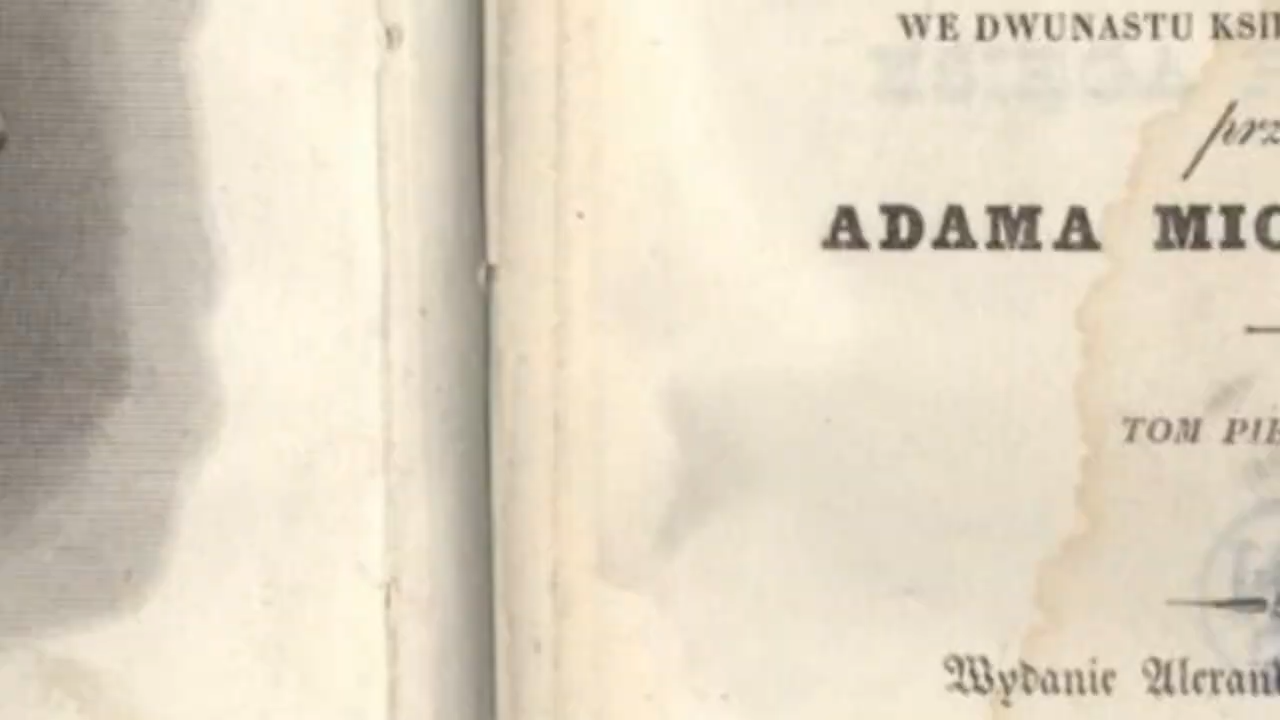 WE DWUNASTU KSI
prz
ADAMA MIC
TOM PIE
Wydanie Alexan